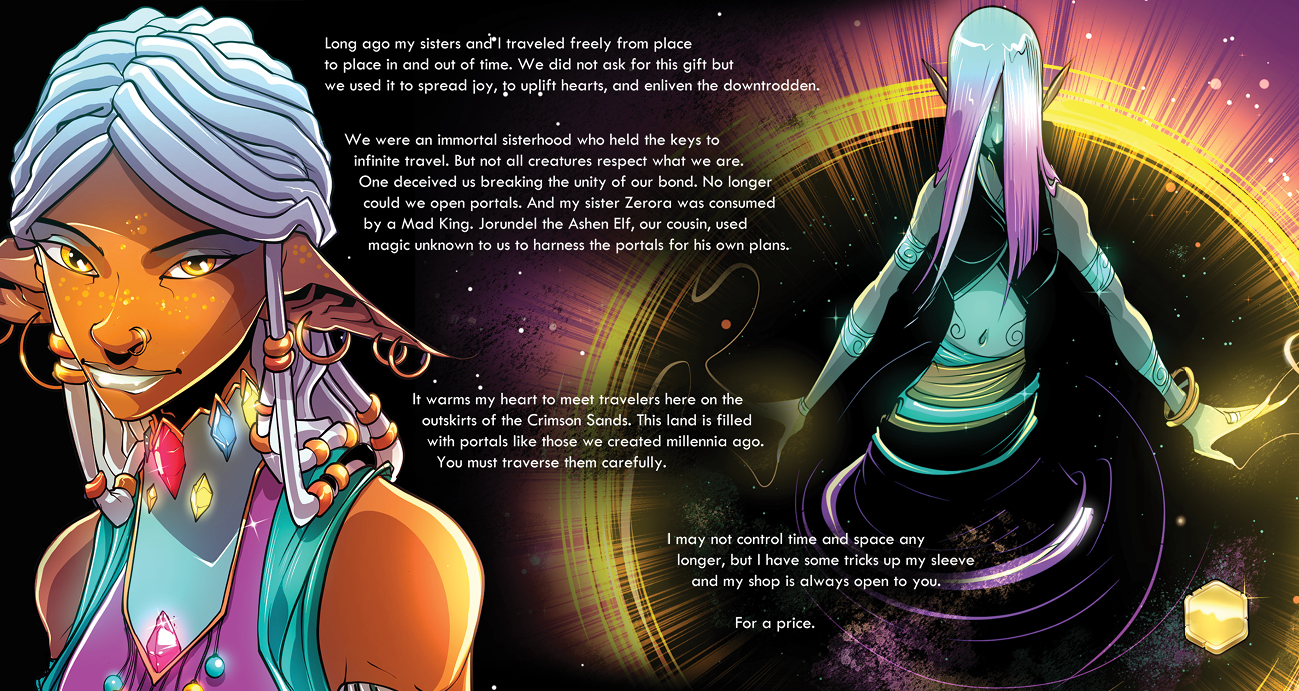 Long ago my sisters and I traveled freely from place
to place in and out of time. We did not ask for this gift but
we used it to spread joy, to uplift hearts, and enliven the downtrodden.
We were an immortal sisterhood who held the keys to
infinite travel. But not all creatures respect what we are.
One deceived us breaking the unity of our bond. No longer
could we open portals. And my sister Zerora was consumed
by a Mad King. Jorundel the Ashen Elf, our cousin, used
magic unknown to us to harness the portals for his own plans.
It warms my heart to meet travelers here on the
outskirts of the Crimson Sands. This land is filled
with portals like those we created millennia ago.
You must traverse them carefully.
I may not control time and space any
longer, but I have some tricks up my sleeve
and my shop is always open to you.
For a price.